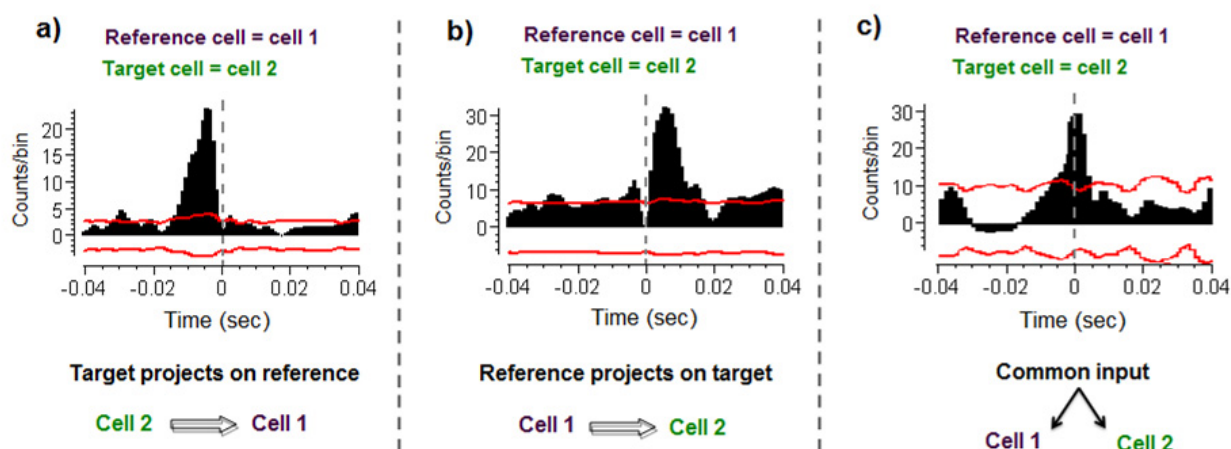 a)
Reference cell = cell 1
Target cell = cell 2
Counts/bin
20
15
10
5
0
-0.04 -0.02 0 0.02 0.04
Time (sec)
Target projects on reference
Cell 2 Cell 1
b)
Reference cell = cell 1
Target cell = cell 2
Counts/bin
30
20
10
0
-0.04 -0.02 0 0.02 0.04
Time (sec)
Reference projects on target
Cell 1 Cell 2
c)
Reference cell = cell 1
Target cell = cell 2
Counts/bin
30
20
10
0
-0.04 -0.02 0 0.02 0.04
Time (sec)
Common input
Cell 1 Cell 2